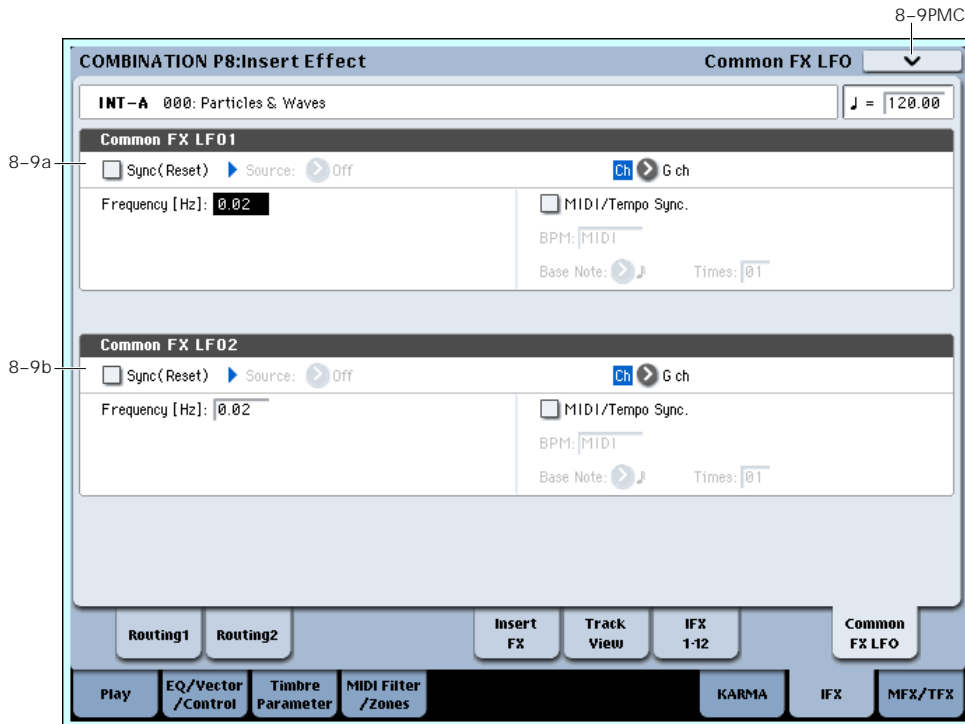 8–9PMC
COMBINATION P8:Insert Effect Common FX LFO
INT–A 000: Particles & Waves ♩ = 120.00
Common FX LFO1
8–9a
Sync(Reset) Source: Off Ch G ch
Frequency [Hz]: 0.02 MIDI/Tempo Sync.
BPM: MIDI
Base Note: Times: 01
Common FX LFO2
8–9b
Sync(Reset) Source: Off Ch G ch
Frequency [Hz]: 0.02 MIDI/Tempo Sync.
BPM: MIDI
Base Note: Times: 01
Routing1 Routing2 Insert FX Track View IFX 1-12 Common FX LFO
Play EQ/Vector /Control Timbre Parameter MIDI Filter /Zones KARMA IFX MFX/TFX